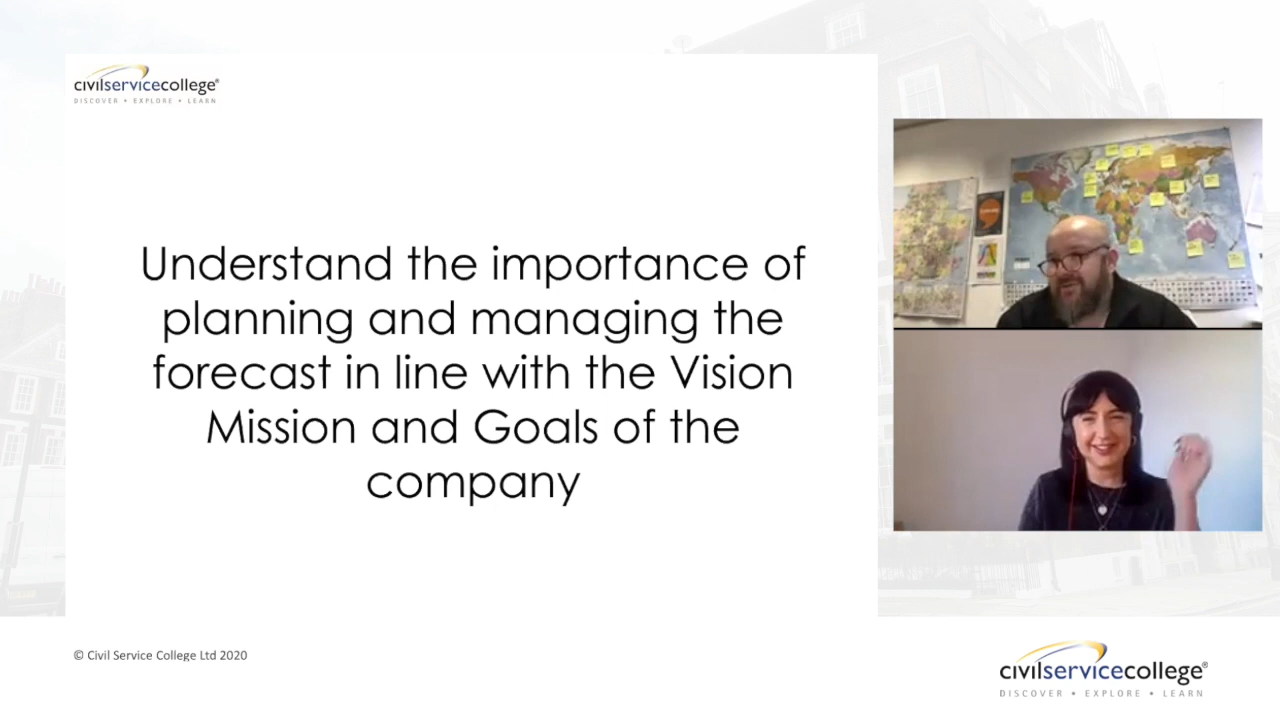 civilservicecollege®
DISCOVER • EXPLORE • LEARN
Understand the importance of
planning and managing the
forecast in line with the Vision
Mission and Goals of the
company
© Civil Service College Ltd 2020
civilservicecollege®
DISCOVER • EXPLORE • LEARN